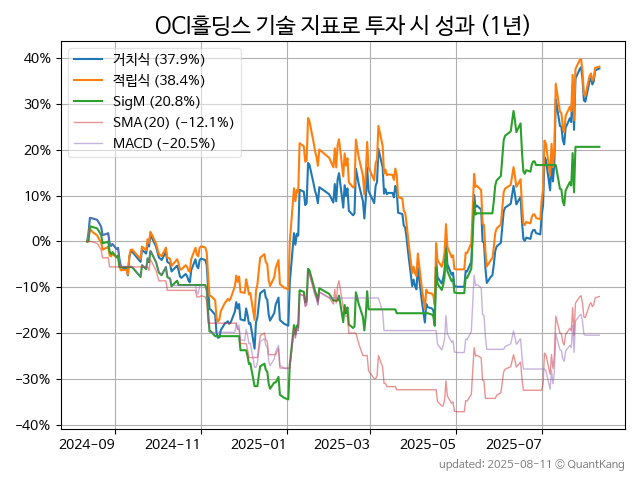 OCI홀딩스 기술 지표로 투자 시 성과 (1년)
거치식 (37.9%)
적립식 (38.4%)
SigM (20.8%)
SMA(20) (−12.1%)
MACD (−20.5%)
40%
30%
20%
10%
0%
−10%
−20%
−30%
−40%
2024-09 2024-11 2025-01 2025-03 2025-05 2025-07
updated: 2025-08-11 © QuantKang